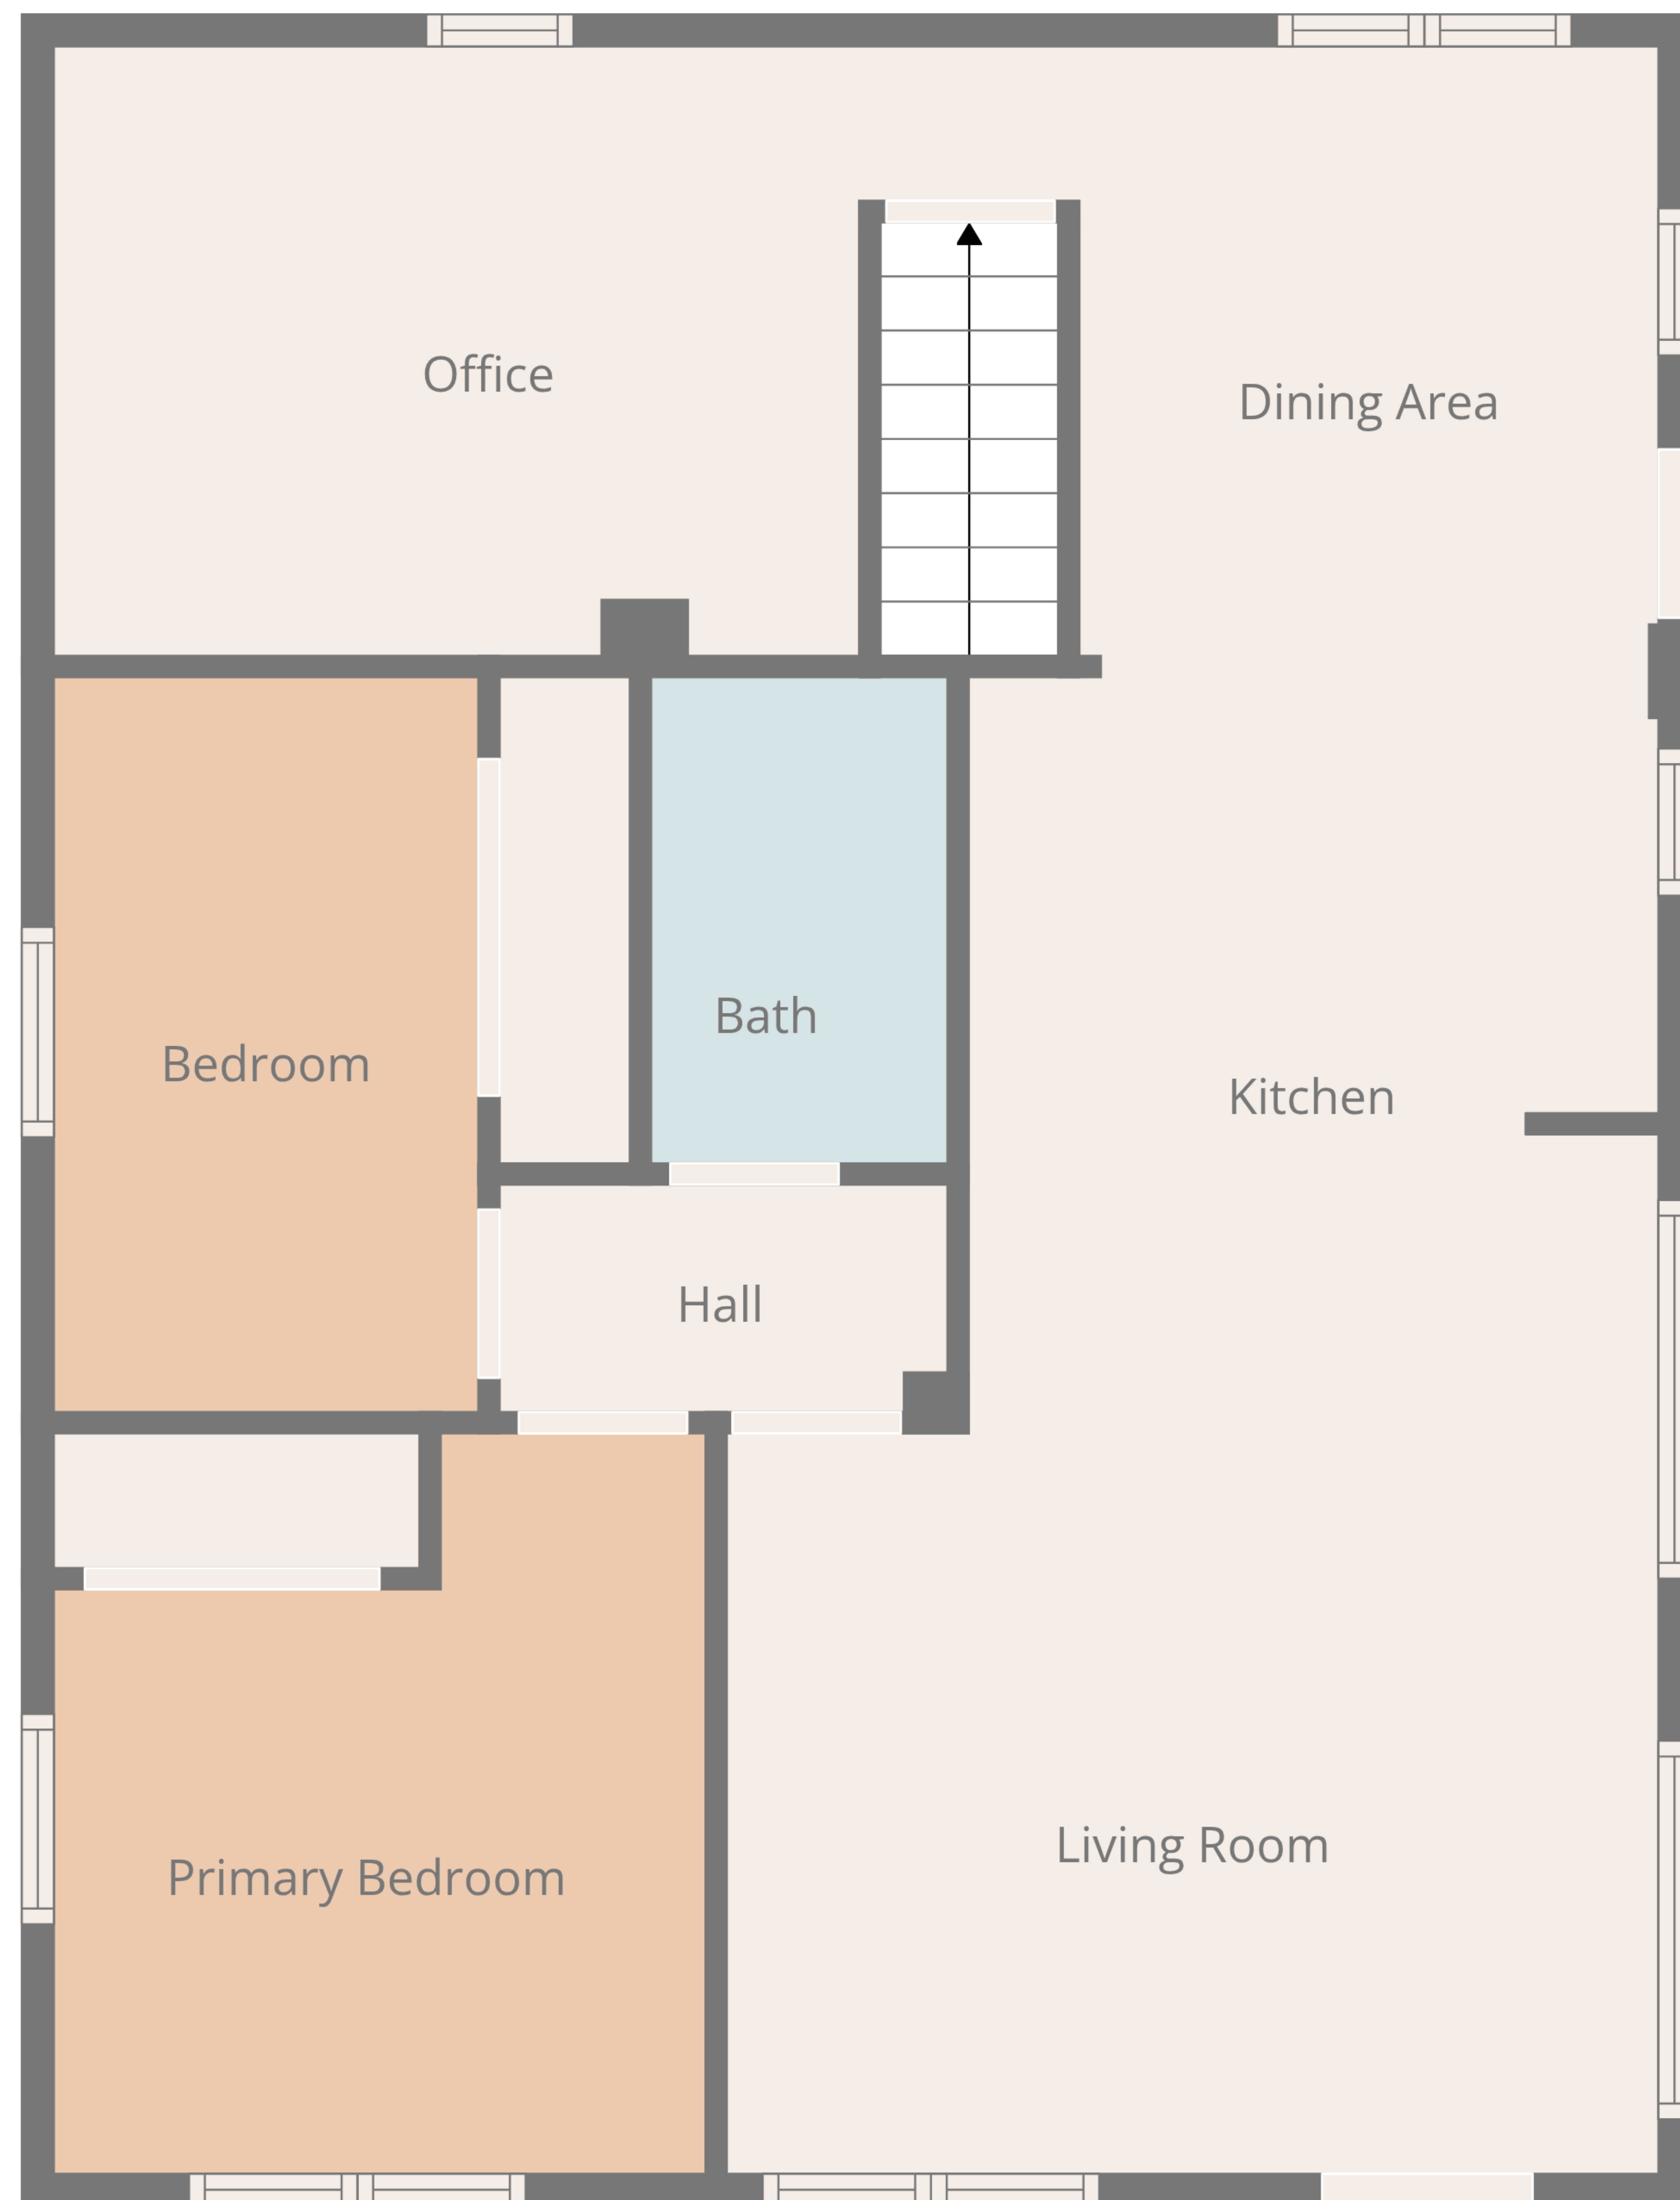 Office
Dining Area
Bath
Bedroom
Kitchen
Hall
Living Room
Primary Bedroom